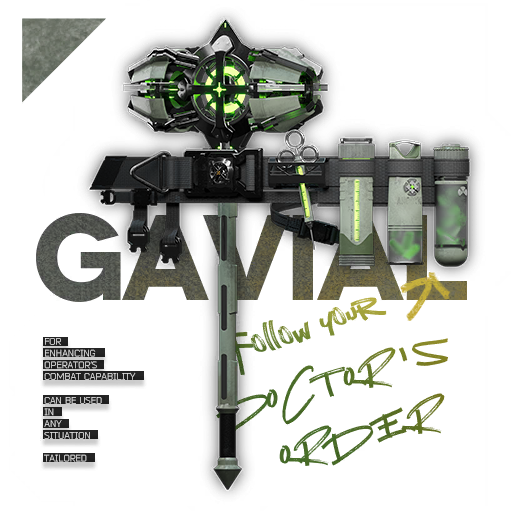 GAVIAL
Follow your
Doctor's
order
FOR
ENHANCING
OPERATOR'S
COMBAT CAPABILITY
CAN BE USED
IN
ANY
SITUATION
TAILORED